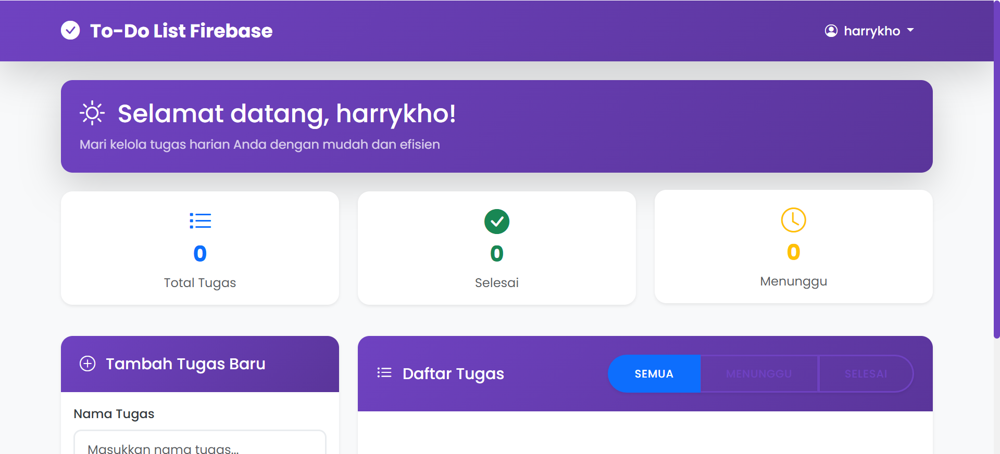 To-Do List Firebase
harrykho
Selamat datang, harrykho!
Mari kelola tugas harian Anda dengan mudah dan efisien
0
Total Tugas
0
Selesai
0
Menunggu
Tambah Tugas Baru
Nama Tugas
Masukkan nama tugas...
Daftar Tugas
SEMUA
MENUNGGU
SELESAI